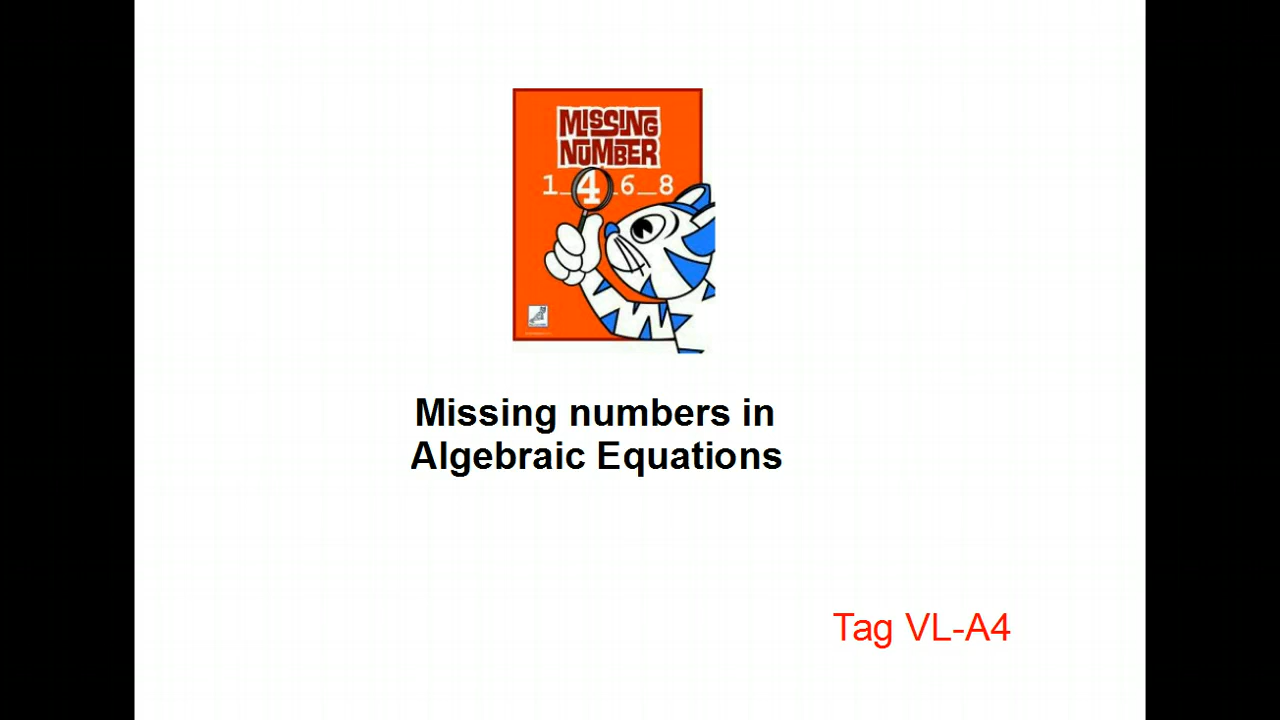 MISSING
NUMBER
1_4_6_8
Missing numbers in
Algebraic Equations
Tag VL-A4